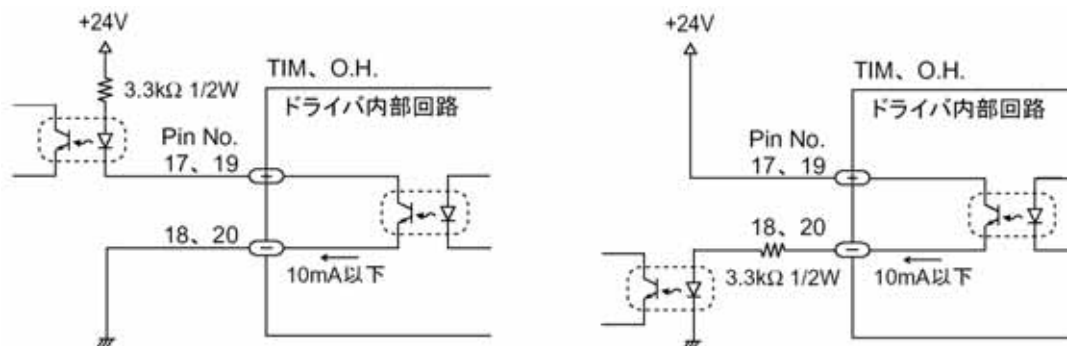 +24V
3.3kΩ 1/2W
TIM、O.H.
ドライバ内部回路
Pin No.
17、19
18、20
10mA以下
+24V
TIM、O.H.
ドライバ内部回路
Pin No.
17、19
18、20
3.3kΩ 1/2W
10mA以下